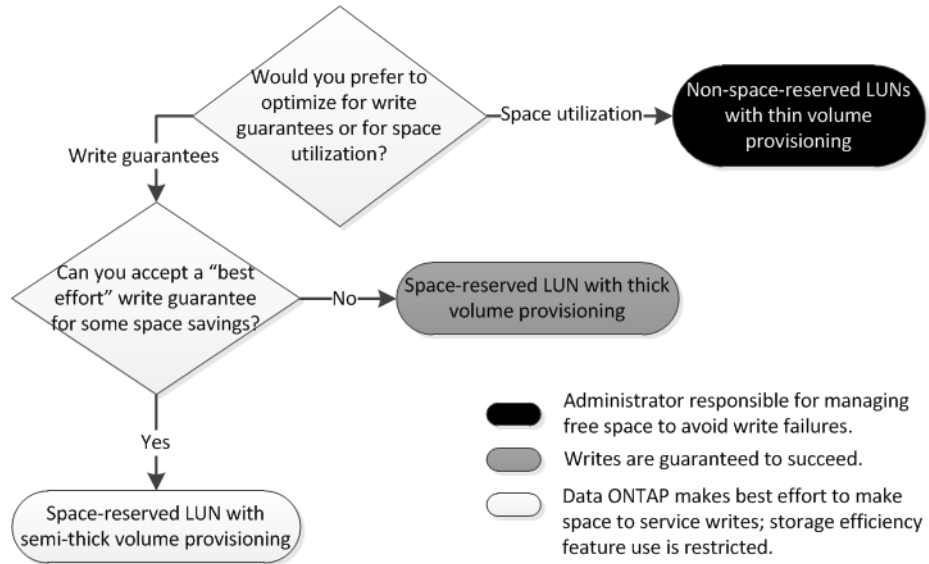 Would you prefer to
optimize for write
guarantees or for space
utilization?
Space utilization
Non-space-reserved LUNs
with thin volume
provisioning
Write guarantees
Can you accept a “best
effort” write guarantee
for some space savings?
No
Space-reserved LUN with thick
volume provisioning
Yes
Space-reserved LUN with
semi-thick volume provisioning
Administrator responsible for managing
free space to avoid write failures.
Writes are guaranteed to succeed.
Data ONTAP makes best effort to make
space to service writes; storage efficiency
feature use is restricted.